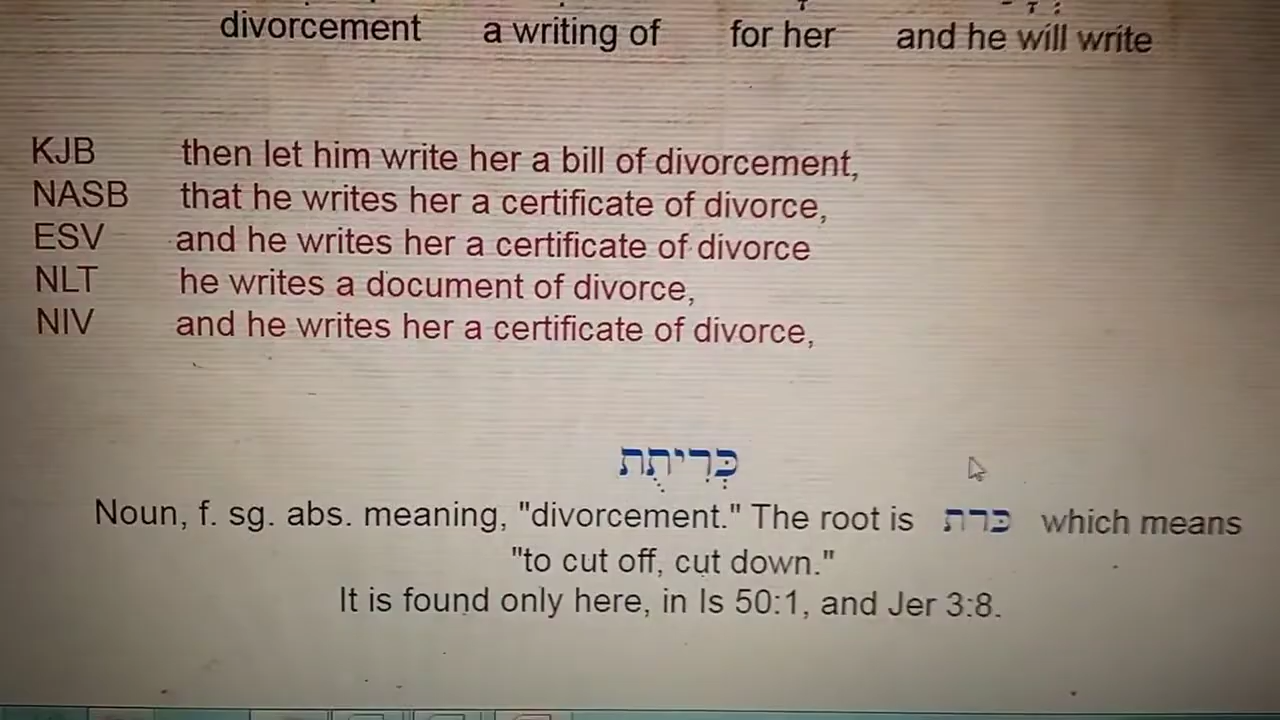 divorcement a writing of for her and he will write
KJB then let him write her a bill of divorcement,
NASB that he writes her a certificate of divorce,
ESV and he writes her a certificate of divorce
NLT he writes a document of divorce,
NIV and he writes her a certificate of divorce,
כְּרִיתֻת
Noun, f. sg. abs. meaning, "divorcement." The root is כרת which means
"to cut off, cut down."
It is found only here, in Is 50:1, and Jer 3:8.